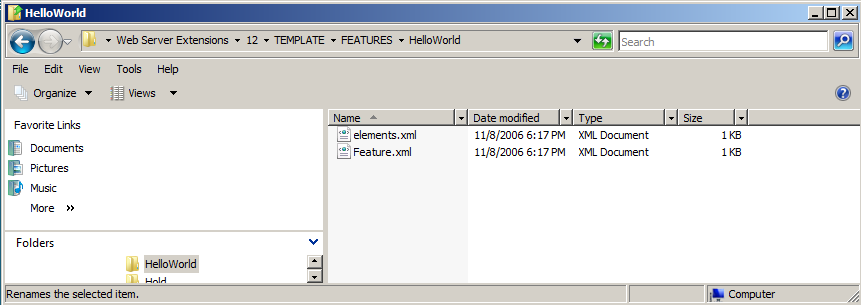 HelloWorld
Web Server Extensions 12 TEMPLATE FEATURES HelloWorld Search
File Edit View Tools Help
Organize Views
Favorite Links
Documents
Pictures
Music
More
Folders
HelloWorld
Hold
Name Date modified Type Size
elements.xml 11/8/2006 6:17 PM XML Document 1 KB
Feature.xml 11/8/2006 6:17 PM XML Document 1 KB
Renames the selected item. Computer